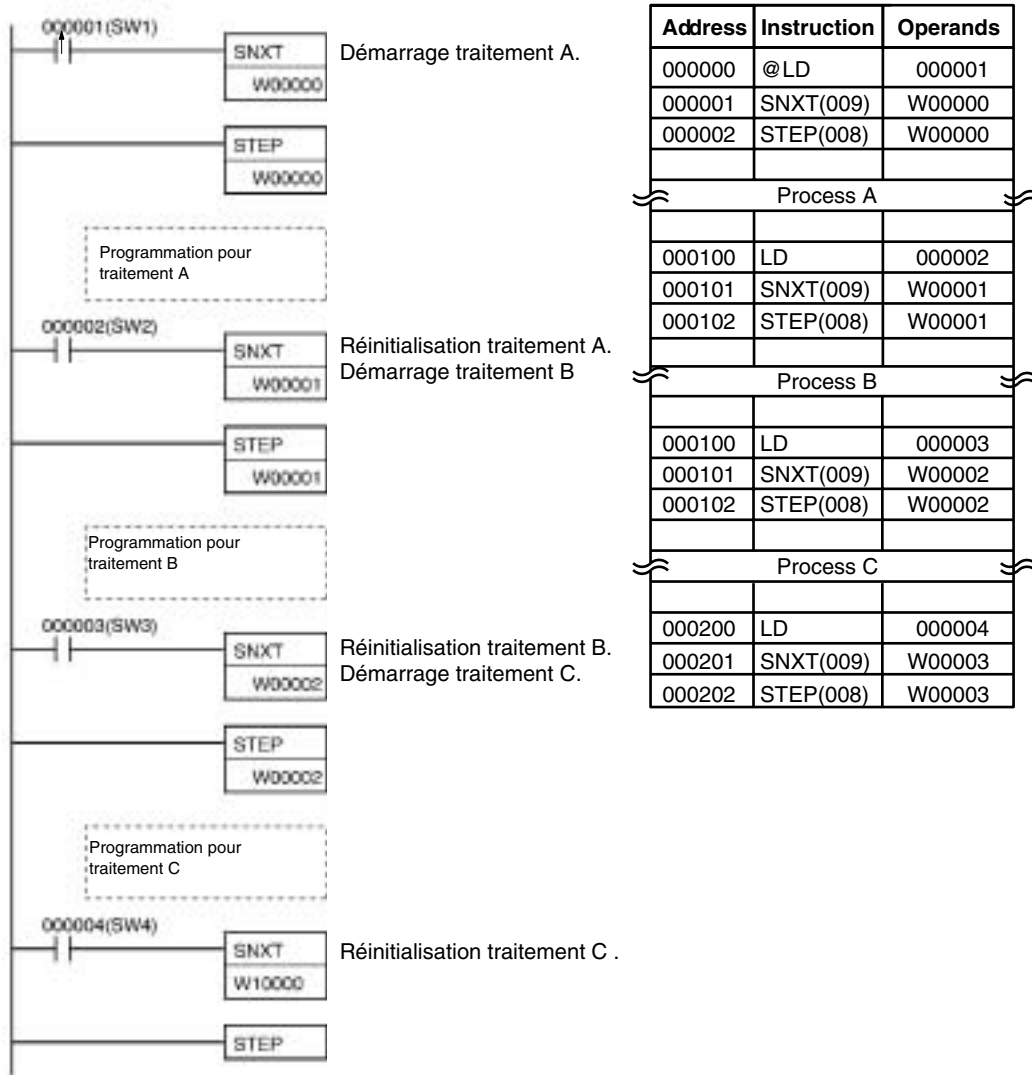 000001(SW1)
SNXT
W00000
Démarrage traitement A.
STEP
W00000
Programmation pour
traitement A
000002(SW2)
SNXT
W00001
Réinitialisation traitement A.
Démarrage traitement B
STEP
W00001
Programmation pour
traitement B
000003(SW3)
SNXT
W00002
Réinitialisation traitement B.
Démarrage traitement C.
STEP
W00002
Programmation pour
traitement C
000004(SW4)
SNXT
W10000
Réinitialisation traitement C .
STEP
Address Instruction Operands
000000 @LD 000001
000001 SNXT(009) W00000
000002 STEP(008) W00000
Process A
000100 LD 000002
000101 SNXT(009) W00001
000102 STEP(008) W00001
Process B
000100 LD 000003
000101 SNXT(009) W00002
000102 STEP(008) W00002
Process C
000200 LD 000004
000201 SNXT(009) W00003
000202 STEP(008) W00003